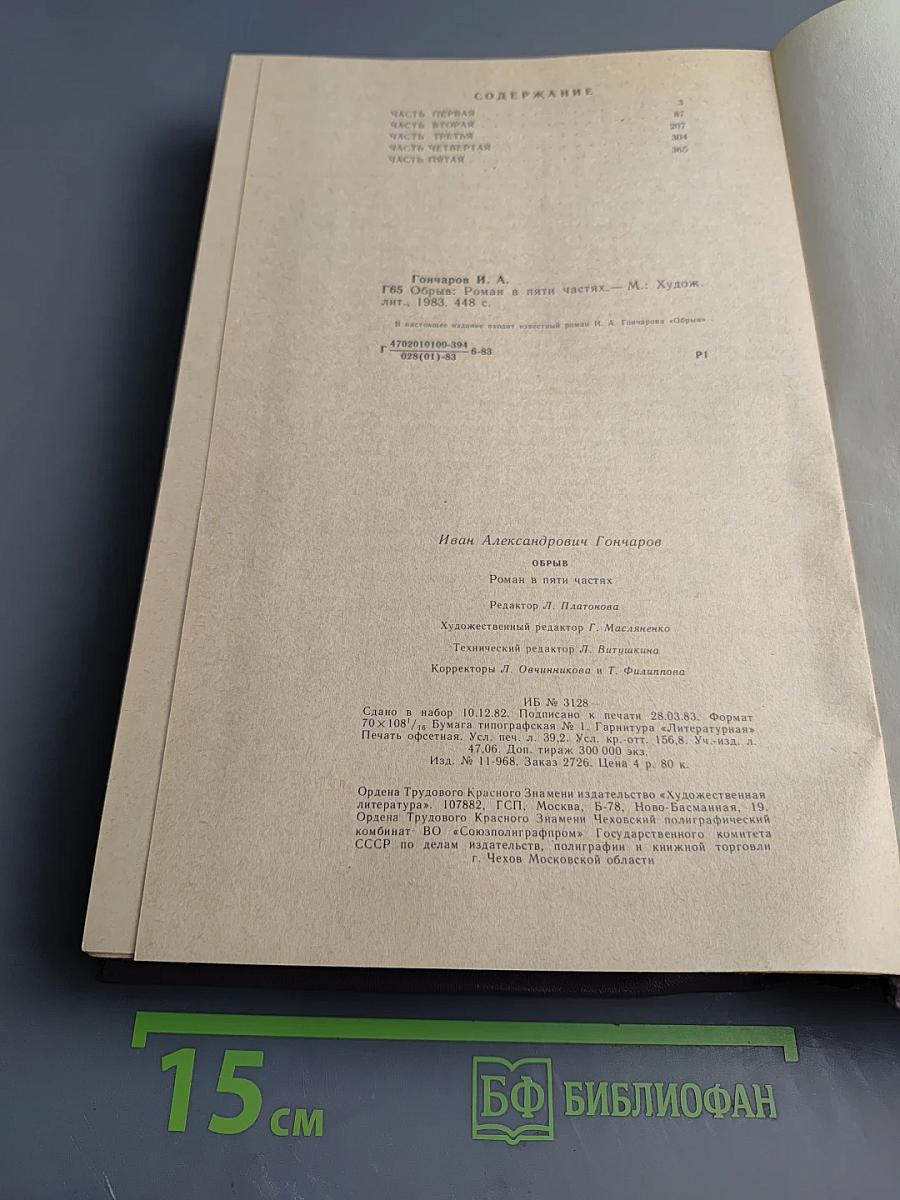 СОДЕРЖАНИЕ
ЧАСТЬ ПЕРВАЯ 3
ЧАСТЬ ВТОРАЯ 87
ЧАСТЬ ТРЕТЬЯ 207
ЧАСТЬ ЧЕТВЕРТАЯ 304
ЧАСТЬ ПЯТАЯ 365
Гончаров И. А.
Г65 Обрыв: Роман в пяти частях.— М.: Худож.
лит., 1983. 448 с.
В настоящее издание входит известный роман И. А. Гончарова «Обрыв».
Г 4702010100-394 6-83
028(01)-83
Р1
Иван Александрович Гончаров
ОБРЫВ
Роман в пяти частях
Редактор Л. Платонова
Художественный редактор Г. Масляненко
Технический редактор Л. Витушкина
Корректоры Л. Овчинникова и Т. Филиппова
ИБ № 3128
Сдано в набор 10.12.82. Подписано к печати 28.03.83. Формат
70×108¹/₁₆ Бумага типографская № 1. Гарнитура «Литературная»
Печать офсетная. Усл. печ. л. 39,2. Усл. кр.-отт. 156,8. Уч.-изд. л.
47,06. Доп. тираж 300 000 экз.
Изд. № 11-968. Заказ 2726. Цена 4 р. 80 к.
Ордена Трудового Красного Знамени издательство «Художественная
литература». 107882, ГСП, Москва, Б-78, Ново-Басманная, 19.
Ордена Трудового Красного Знамени Чеховский полиграфический
комбинат ВО «Союзполиграфпром» Государственного комитета
СССР по делам издательств, полиграфии и книжной торговли
г. Чехов Московской области
15 см
БФ БИБЛИОФАН